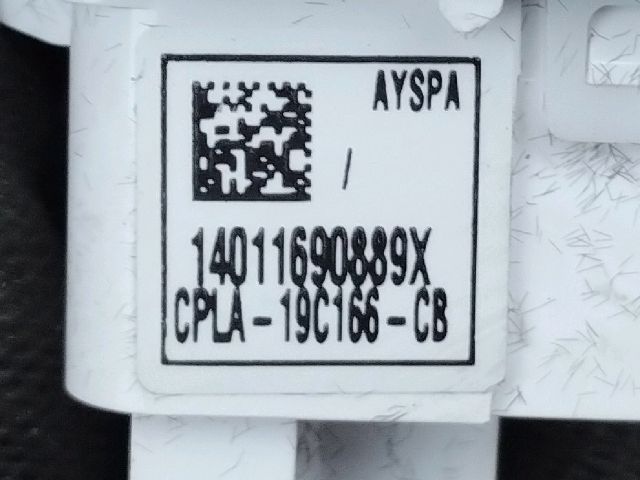 AYSPA
/
14011690889X
CPLA-19C166-CB